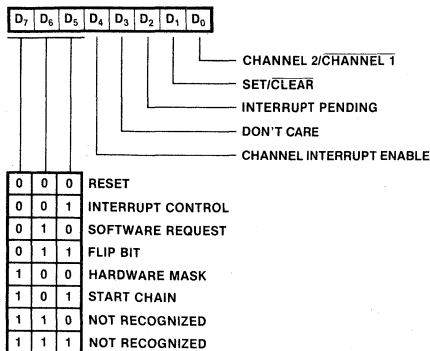 D7 D6 D5 D4 D3 D2 D1 D0
CHANNEL 2/CHANNEL 1
SET/CLEAR
INTERRUPT PENDING
DON'T CARE
CHANNEL INTERRUPT ENABLE
0 0 0 RESET
0 0 1 INTERRUPT CONTROL
0 1 0 SOFTWARE REQUEST
0 1 1 FLIP BIT
1 0 0 HARDWARE MASK
1 0 1 START CHAIN
1 1 0 NOT RECOGNIZED
1 1 1 NOT RECOGNIZED